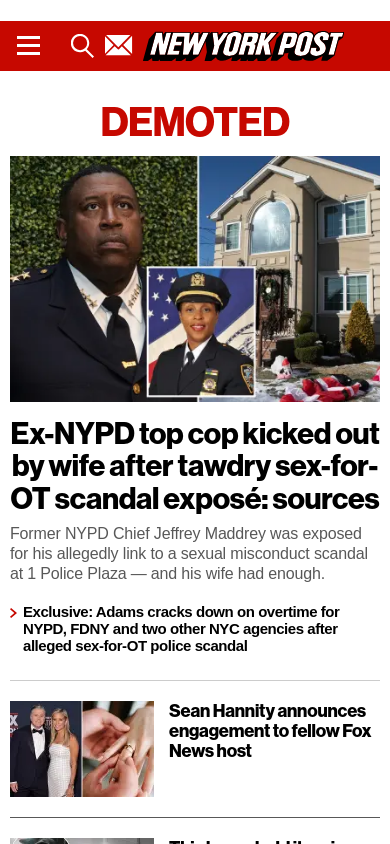 NEW YORK POST
DEMOTED
Ex-NYPD top cop kicked out
by wife after tawdry sex-for-
OT scandal exposé: sources
Former NYPD Chief Jeffrey Maddrey was exposed
for his allegedly link to a sexual misconduct scandal
at 1 Police Plaza — and his wife had enough.
Exclusive: Adams cracks down on overtime for
NYPD, FDNY and two other NYC agencies after
alleged sex-for-OT police scandal
Sean Hannity announces
engagement to fellow Fox
News host